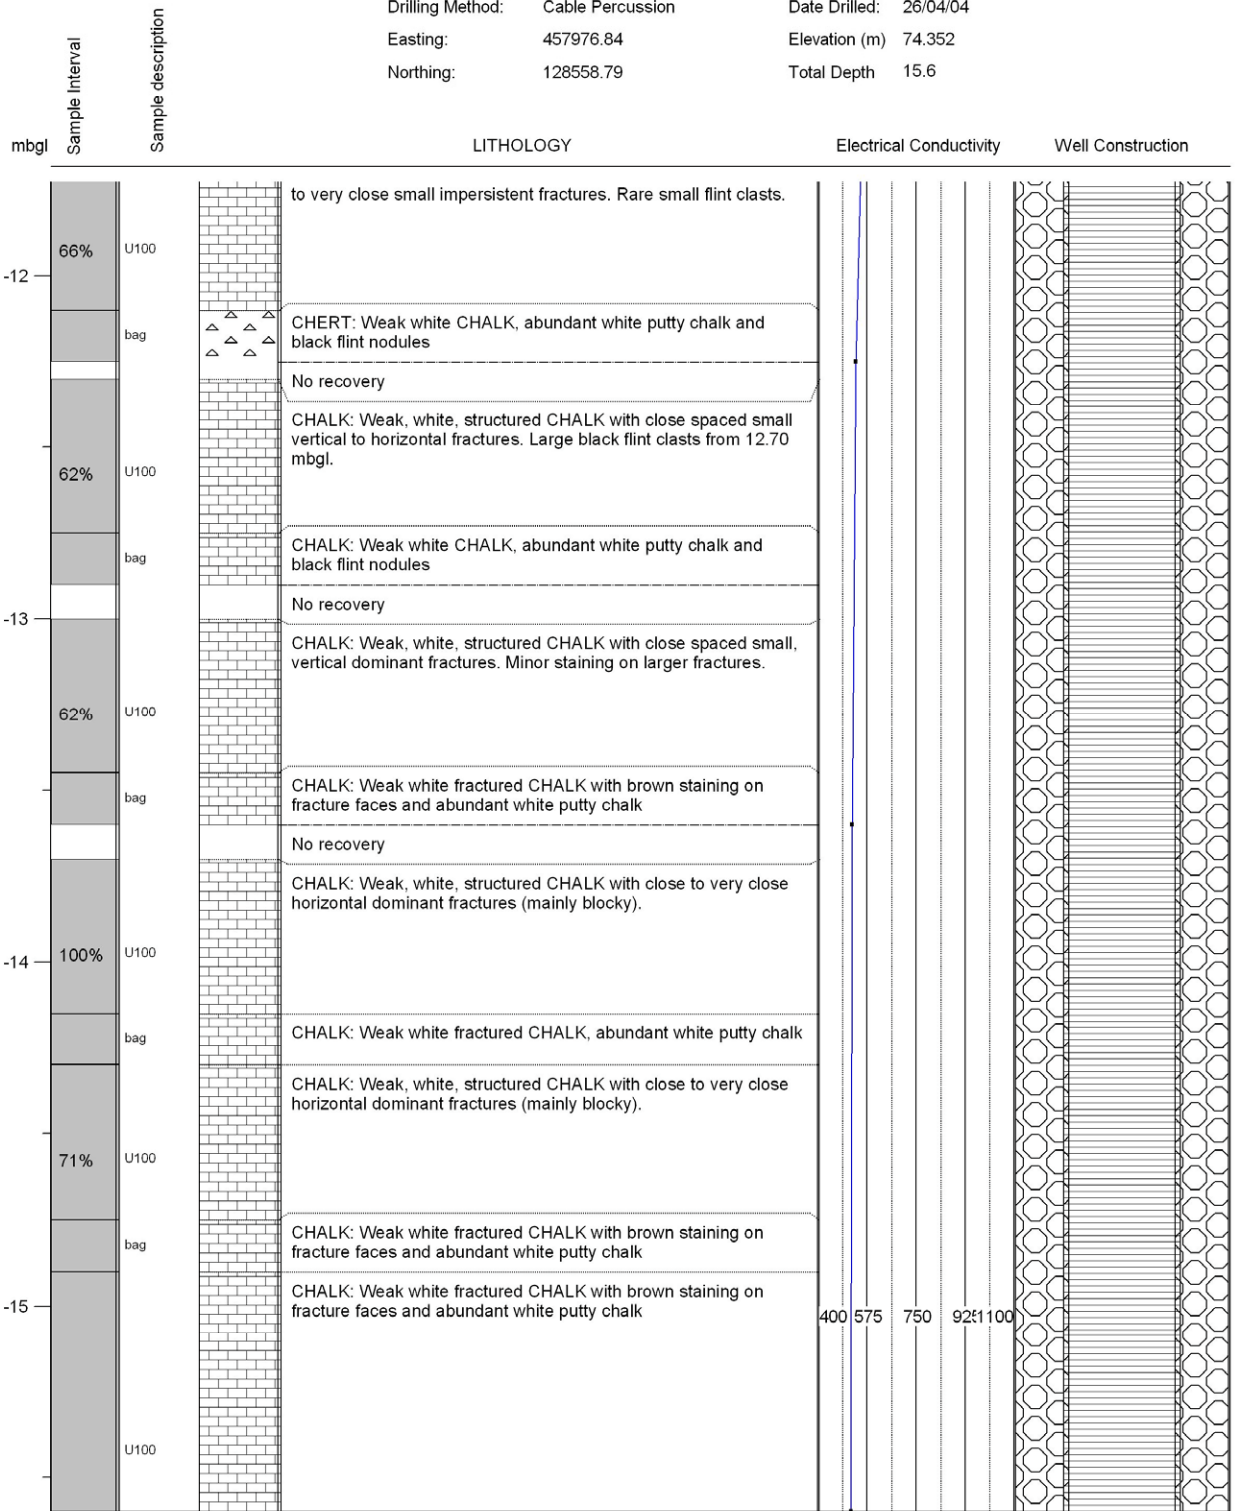 Drilling Method: Cable Percussion Date Drilled: 26/04/04
Easting: 457976.84 Elevation (m) 74.352
Northing: 128558.79 Total Depth 15.6
mbgl Sample Interval Sample description LITHOLOGY Electrical Conductivity Well Construction
to very close small impersistent fractures. Rare small flint clasts.
66% U100
-12
CHERT: Weak white CHALK, abundant white putty chalk and
bag
black flint nodules
No recovery
CHALK: Weak, white, structured CHALK with close spaced small
vertical to horizontal fractures. Large black flint clasts from 12.70
mbgl.
62% U100
CHALK: Weak white CHALK, abundant white putty chalk and
bag
black flint nodules
No recovery
-13
CHALK: Weak, white, structured CHALK with close spaced small,
vertical dominant fractures. Minor staining on larger fractures.
62% U100
CHALK: Weak white fractured CHALK with brown staining on
bag
fracture faces and abundant white putty chalk
No recovery
CHALK: Weak, white, structured CHALK with close to very close
horizontal dominant fractures (mainly blocky).
-14 100% U100
bag CHALK: Weak white fractured CHALK, abundant white putty chalk
CHALK: Weak, white, structured CHALK with close to very close
horizontal dominant fractures (mainly blocky).
71% U100
CHALK: Weak white fractured CHALK with brown staining on
bag
fracture faces and abundant white putty chalk
CHALK: Weak white fractured CHALK with brown staining on
-15 fracture faces and abundant white putty chalk
400 575 750 925 1100
U100